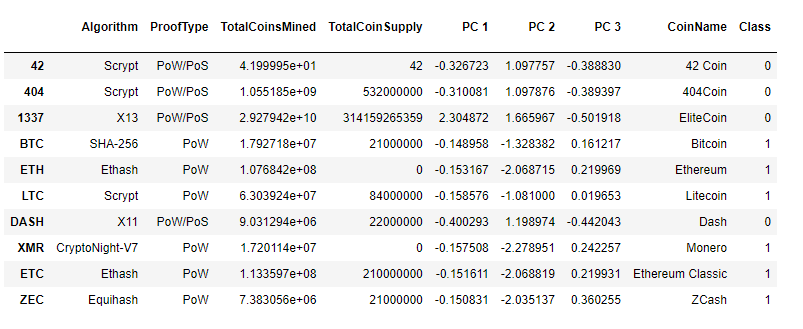 Algorithm ProofType TotalCoinsMined TotalCoinSupply PC 1 PC 2 PC 3 CoinName Class
42 Scrypt PoW/PoS 4.199995e+01 42 -0.326723 1.097757 -0.388830 42 Coin 0
404 Scrypt PoW/PoS 1.055185e+09 532000000 -0.310081 1.097876 -0.389397 404Coin 0
1337 X13 PoW/PoS 2.927942e+10 314159265359 2.304872 1.665967 -0.501918 EliteCoin 0
BTC SHA-256 PoW 1.792718e+07 21000000 -0.148958 -1.328382 0.161217 Bitcoin 1
ETH Ethash PoW 1.076842e+08 0 -0.153167 -2.068715 0.219969 Ethereum 1
LTC Scrypt PoW 6.303924e+07 84000000 -0.158576 -1.081000 0.019653 Litecoin 1
DASH X11 PoW/PoS 9.031294e+06 22000000 -0.400293 1.198974 -0.442043 Dash 0
XMR CryptoNight-V7 PoW 1.720114e+07 0 -0.157508 -2.278951 0.242257 Monero 1
ETC Ethash PoW 1.133597e+08 210000000 -0.151611 -2.068819 0.219931 Ethereum Classic 1
ZEC Equihash PoW 7.383056e+06 21000000 -0.150831 -2.035137 0.360255 ZCash 1